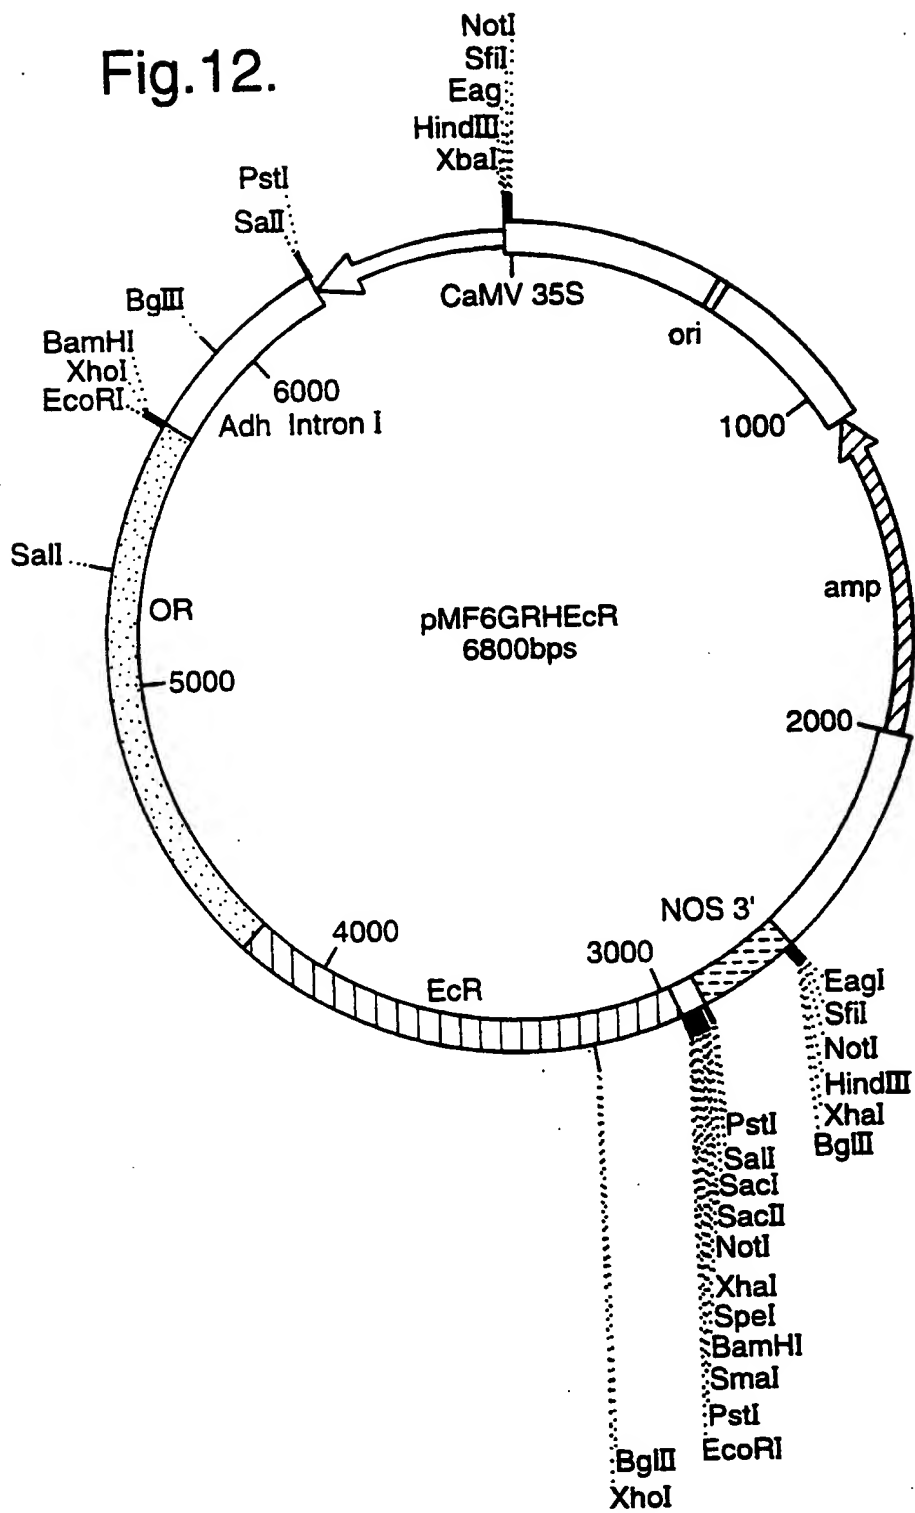 Fig.12.
NotI
SfiI
Eag
HindIII
XbaI
PstI
SalI
BglII
BamHI
XhoI
EcoRI
CaMV 35S
ori
6000
Adh Intron I
1000
SalI
OR
amp
pMF6GRHEcR
6800bps
5000
2000
NOS 3'
4000
3000
EcR
EagI
SfiI
NotI
HindIII
XhaI
BglII
PstI
SalI
SacI
SacII
NotI
XhaI
SpeI
BamHI
SmaI
PstI
EcoRI
BglII
XhoI